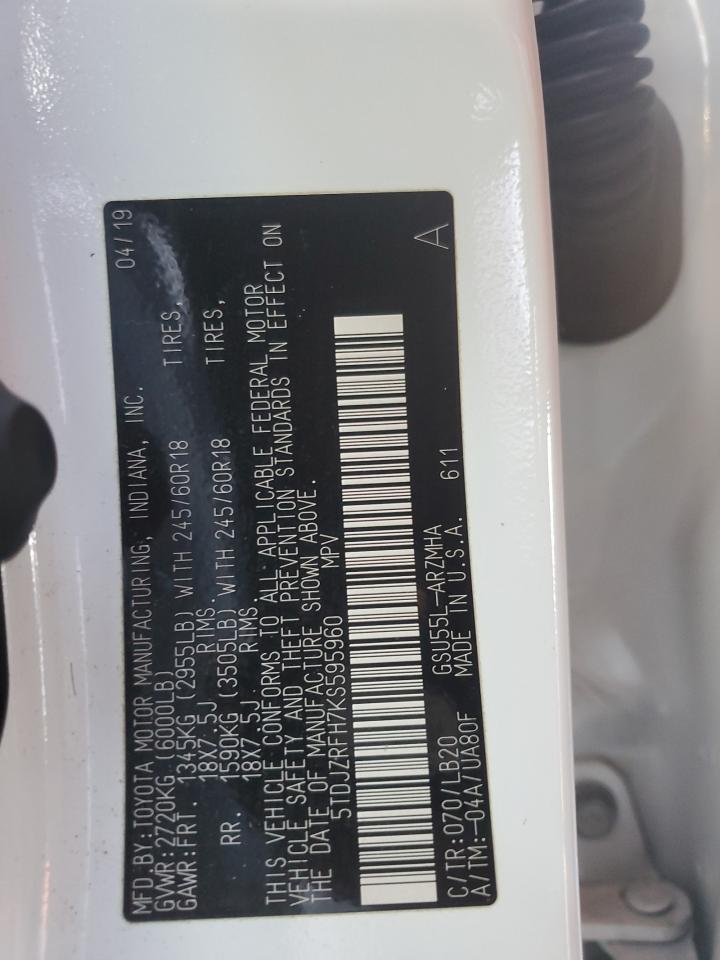 MFD.BY:TOYOTA MOTOR MANUFACTURING, INDIANA, INC. 04/19
GVWR:2720KG(6000LB)
GAWR:FRT. 1345KG(2955LB) WITH 245/60R18 TIRES,
18X7.5J RIMS.
RR. 1590KG(3505LB) WITH 245/60R18 TIRES,
18X7.5J RIMS
THIS VEHICLE CONFORMS TO ALL APPLICABLE FEDERAL MOTOR
VEHICLE SAFETY AND THEFT PREVENTION STANDARDS IN EFFECT ON
THE DATE OF MANUFACTURE SHOWN ABOVE.
5TDJZRFH7KS595960 MPV
C/TR:070/LB20 GSU55L-ARZMHA A
A/TM:-04A/UA80F MADE IN U.S.A. 611